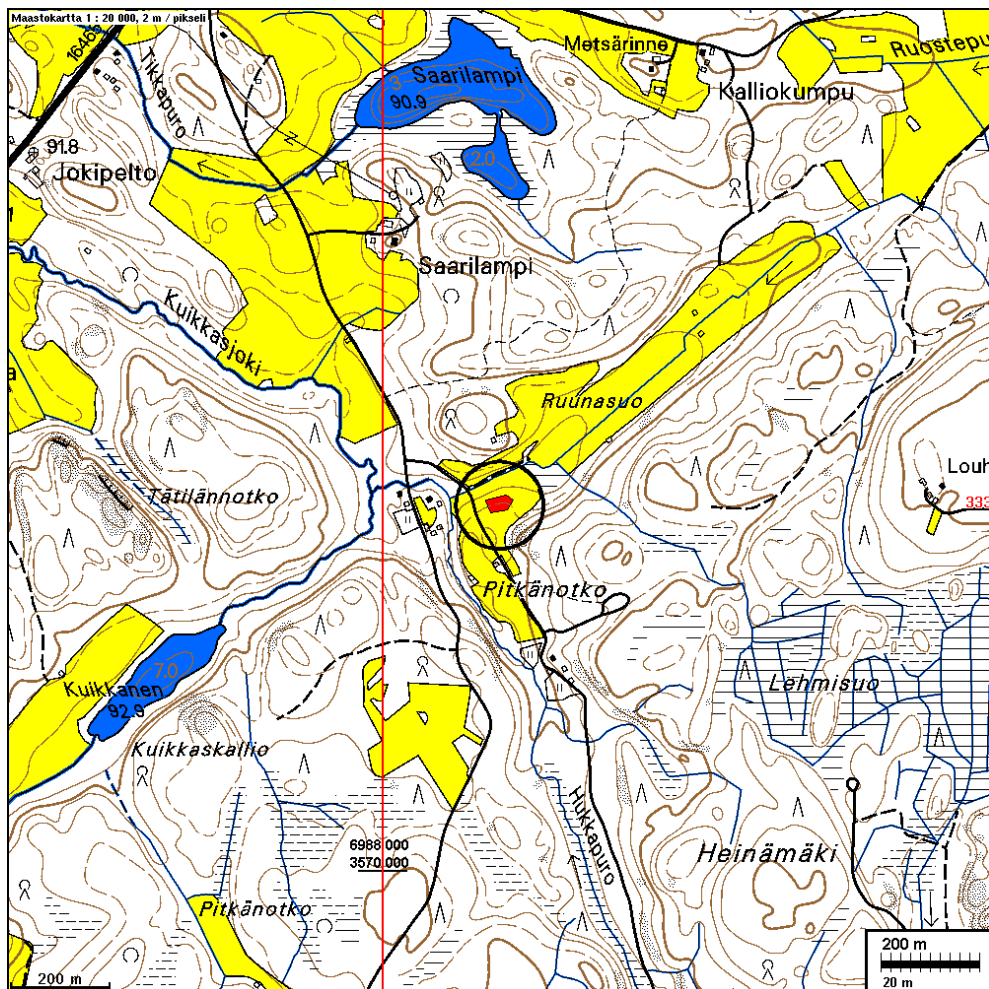 Maastokartta 1 : 20 000, 2 m / pikseli
Tikkapuro
3
Saarilampi
90.9
Metsärinne
Kalliokumpu
91.8
Jokipelto
2.0
Saarilampi
Kuikkasjoki
Ruunasuo
Tätilännotko
Louh
333
Pitkänotko
7.0
Kuikkanen
92.9
Lehmisuo
Kuikkaskallio
Hukkapuro
6988 000
3570 000
Heinämäki
Pitkänotko
200 m
200 m
20 m